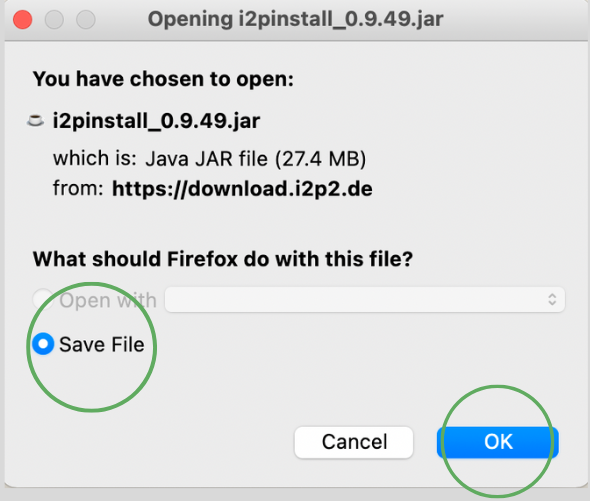 Opening i2pinstall_0.9.49.jar
You have chosen to open:
i2pinstall_0.9.49.jar
which is: Java JAR file (27.4 MB)
from: https://download.i2p2.de
What should Firefox do with this file?
Open with
Save File
Cancel
OK